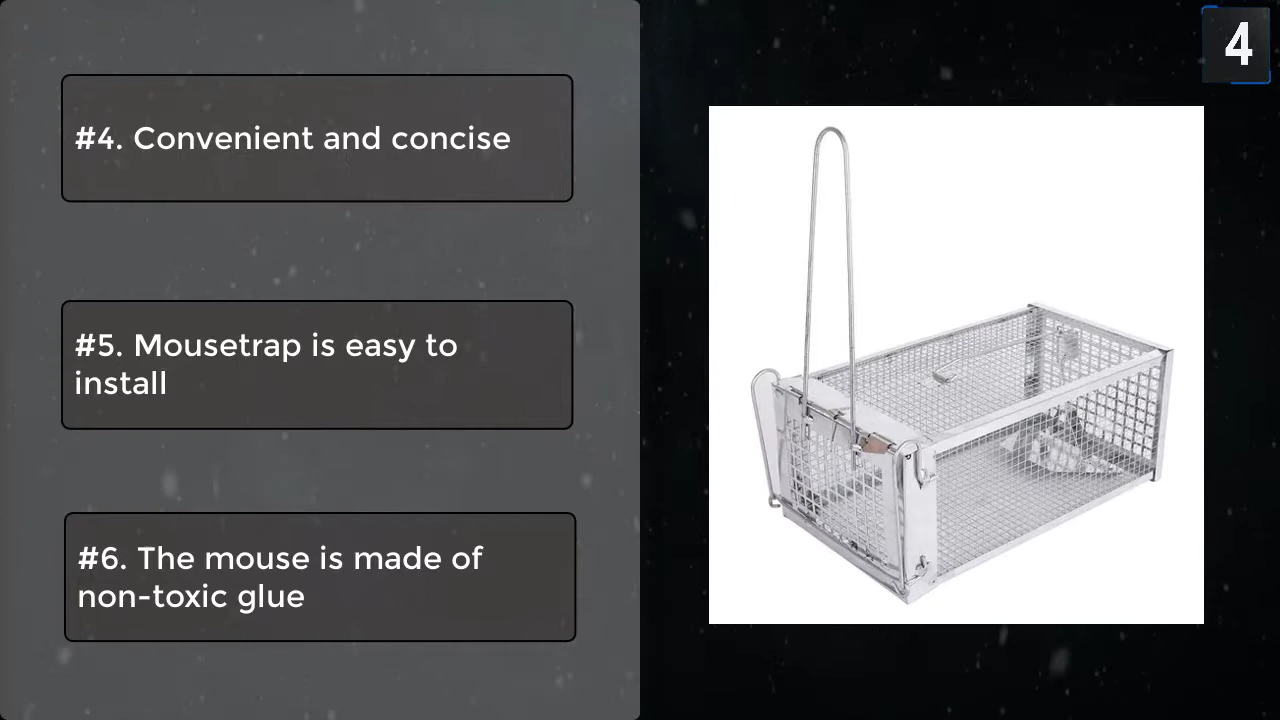 4
#4. Convenient and concise
#5. Mousetrap is easy to
install
#6. The mouse is made of
non-toxic glue